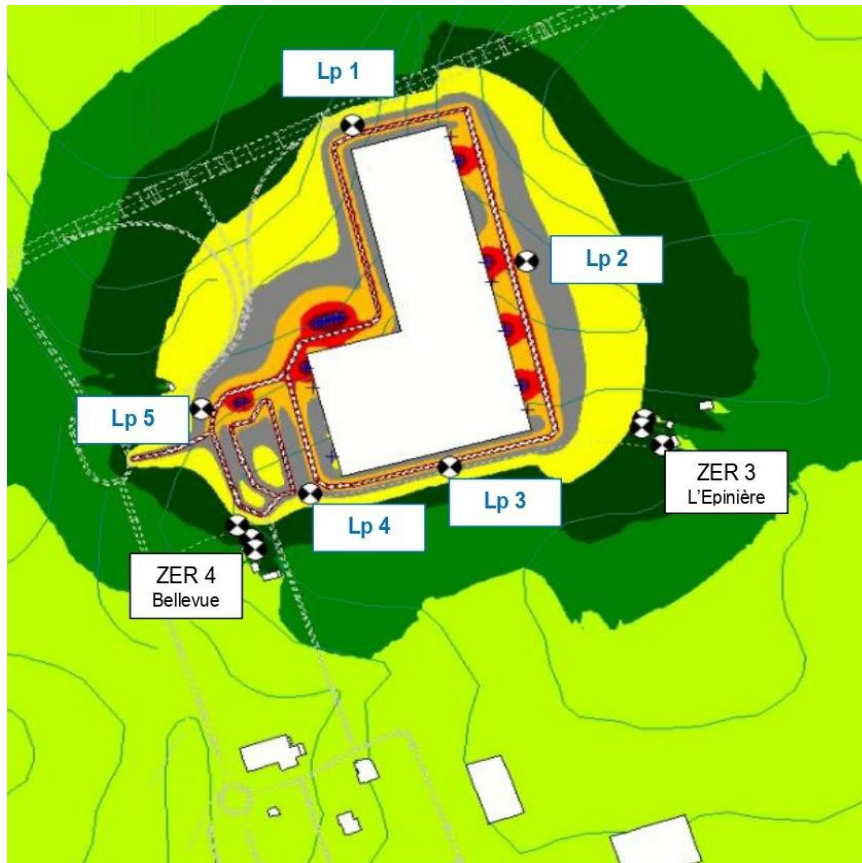 Lp 1
Lp 2
Lp 5
ZER 3
L'Epinière
Lp 3
Lp 4
ZER 4
Bellevue